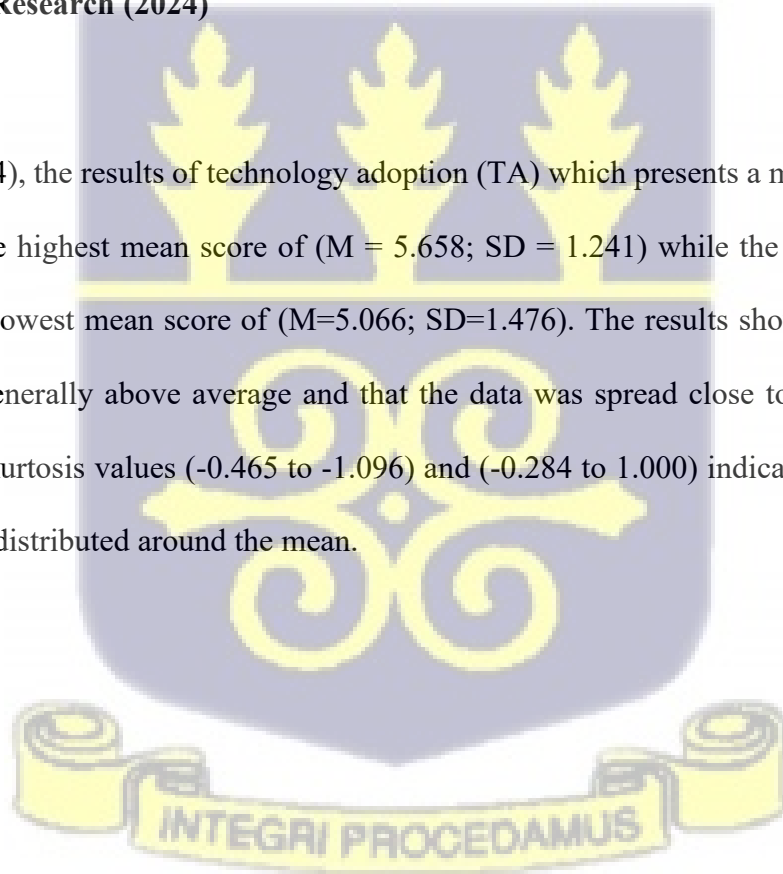 Research (2024)
4), the results of technology adoption (TA) which presents a
highest mean score of (M = 5.658; SD = 1.241) while the
owest mean score of (M=5.066; SD=1.476). The results sho
enerally above average and that the data was spread close to
urtosis values (-0.465 to -1.096) and (-0.284 to 1.000) indica
distributed around the mean.
INTEGRI PROCEDAMUS